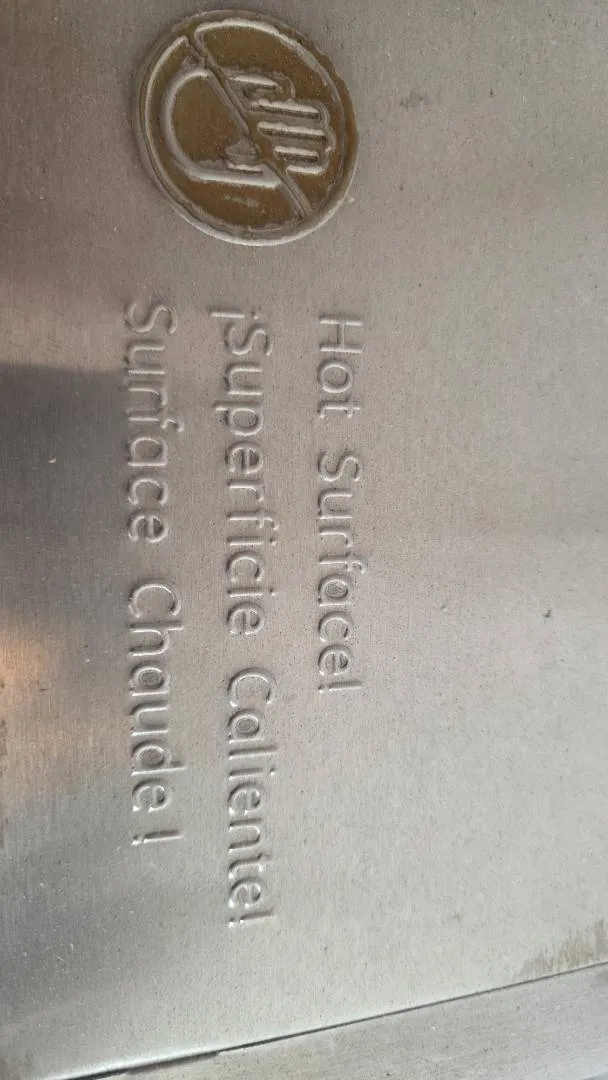 Hot Surface!
¡Superficie Caliente!
Surface Chaude !